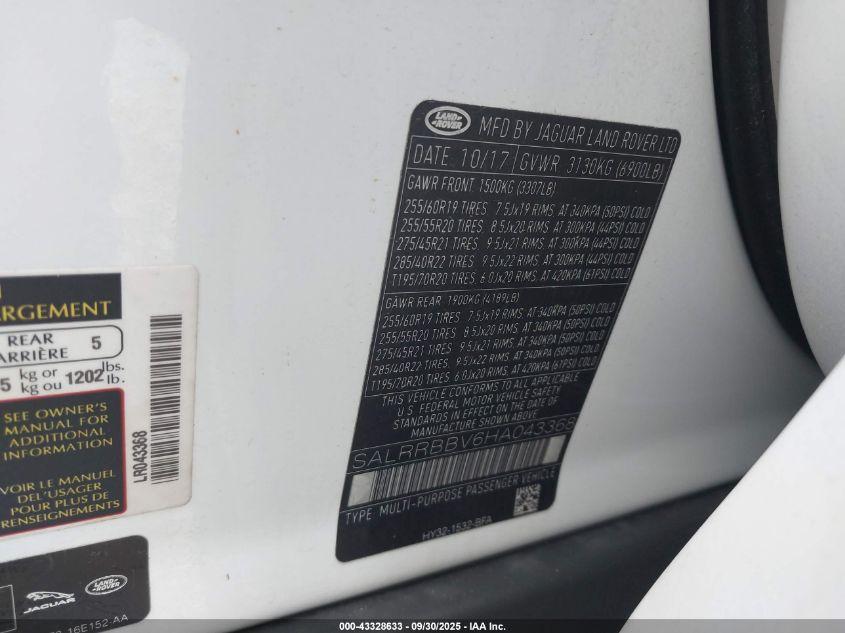 LAND ROVER MFD BY JAGUAR LAND ROVER LTD
DATE: 10/17 GVWR 3130KG (6900LB)
GAWR FRONT 1500KG (3307LB)
255/60R19 TIRES 7.5Jx19 RIMS AT 340KPA (50PSI) COLD
255/55R20 TIRES 8.5Jx20 RIMS AT 300KPA (44PSI) COLD
275/45R21 TIRES 9.5Jx21 RIMS AT 300KPA (44PSI) COLD
285/40R22 TIRES 9.5Jx22 RIMS AT 300KPA (44PSI) COLD
T195/70R20 TIRES 6.0Jx20 RIMS AT 420KPA (61PSI) COLD
GAWR REAR 1900KG (4189LB)
255/60R19 TIRES 7.5Jx19 RIMS AT 340KPA (50PSI) COLD
255/55R20 TIRES 8.5Jx20 RIMS AT 340KPA (50PSI) COLD
275/45R21 TIRES 9.5Jx21 RIMS AT 340KPA (50PSI) COLD
285/40R22 TIRES 9.5Jx22 RIMS AT 340KPA (50PSI) COLD
T195/70R20 TIRES 6.0Jx20 RIMS AT 420KPA (61PSI) COLD
THIS VEHICLE CONFORMS TO ALL APPLICABLE
U.S. FEDERAL MOTOR VEHICLE SAFETY
STANDARDS IN EFFECT ON THE DATE OF
MANUFACTURE SHOWN ABOVE
SALRRBBV6HA043368
TYPE: MULTI-PURPOSE PASSENGER VEHICLE
HY32-1532-BFA
RGEMENT
REAR 5
ARRIÈRE
5 kg or 1202 lbs.
kg ou lb.
SEE OWNER'S
MANUAL FOR
ADDITIONAL
INFORMATION
VOIR LE MANUEL
DEL'USAGER
POUR PLUS DE
RENSEIGNEMENTS
LR043368
JAGUAR LAND ROVER
16E152-AA
000-43328633 - 09/30/2025 - IAA Inc.